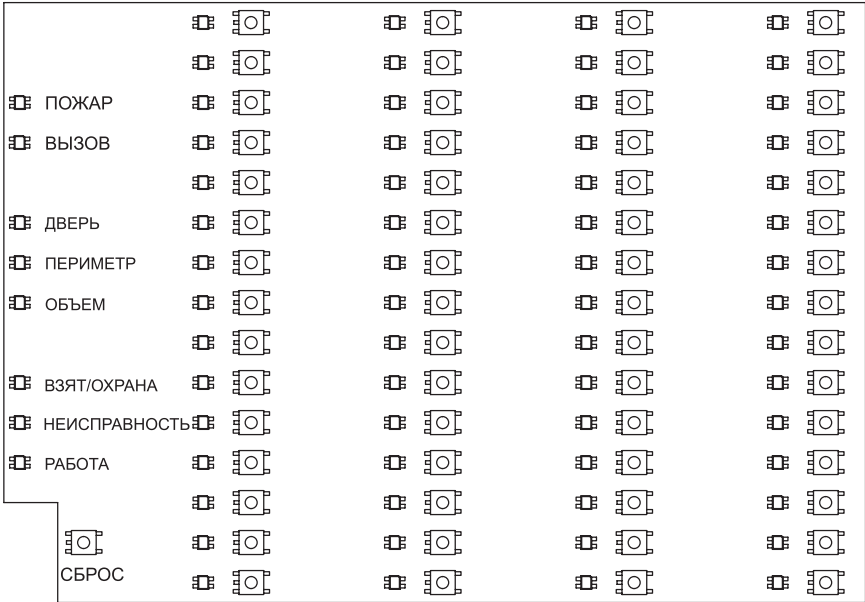 ПОЖАР
ВЫЗОВ
ДВЕРЬ
ПЕРИМЕТР
ОБЪЕМ
ВЗЯТ/ОХРАНА
НЕИСПРАВНОСТЬ
РАБОТА
СБРОС